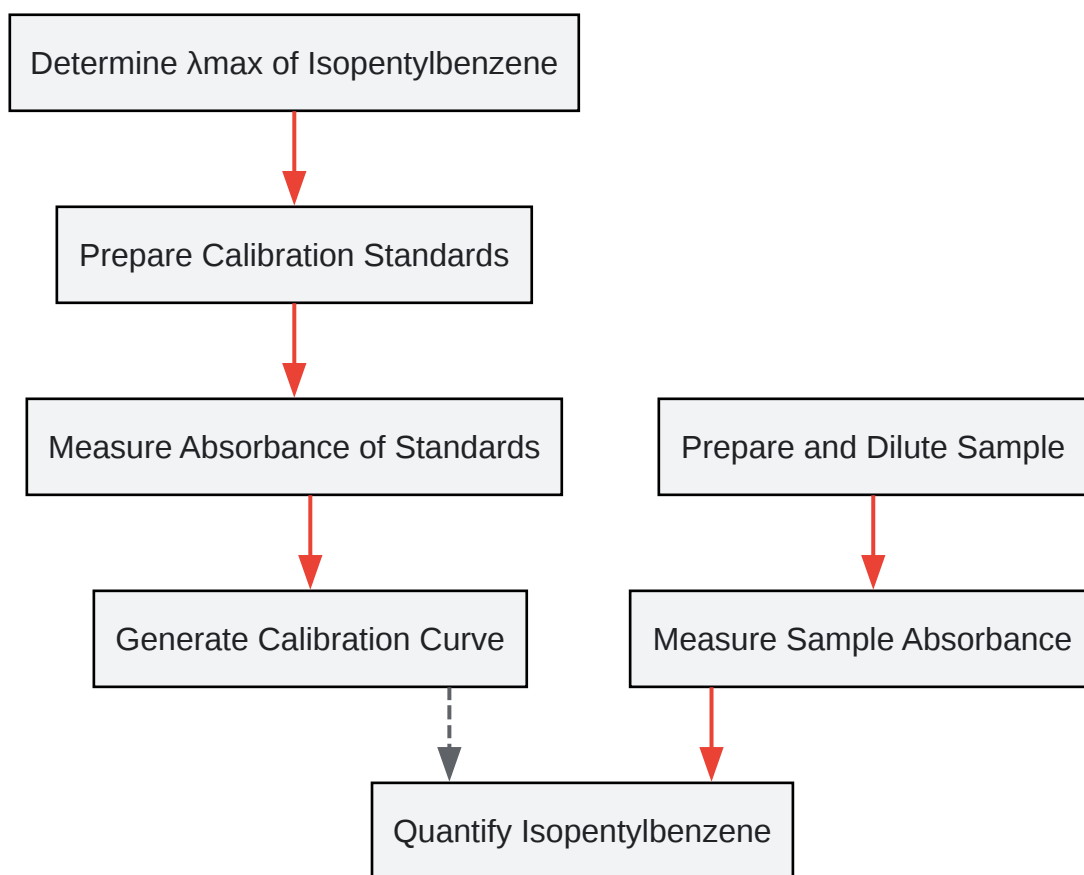 Determine λmax of Isopentylbenzene
Prepare Calibration Standards
Measure Absorbance of Standards
Prepare and Dilute Sample
Generate Calibration Curve
Measure Sample Absorbance
Quantify Isopentylbenzene